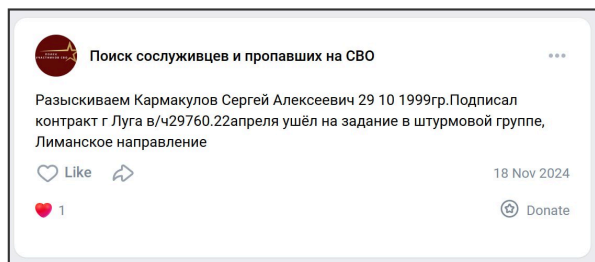 Поиск сослуживцев и пропавших на СВО
Разыскиваем Кармакулов Сергей Алексеевич 29 10 1999гр.Подписал
контракт г Луга в/ч29760.22апреля ушёл на задание в штурмовой группе,
Лиманское направление
Like
18 Nov 2024
1
Donate